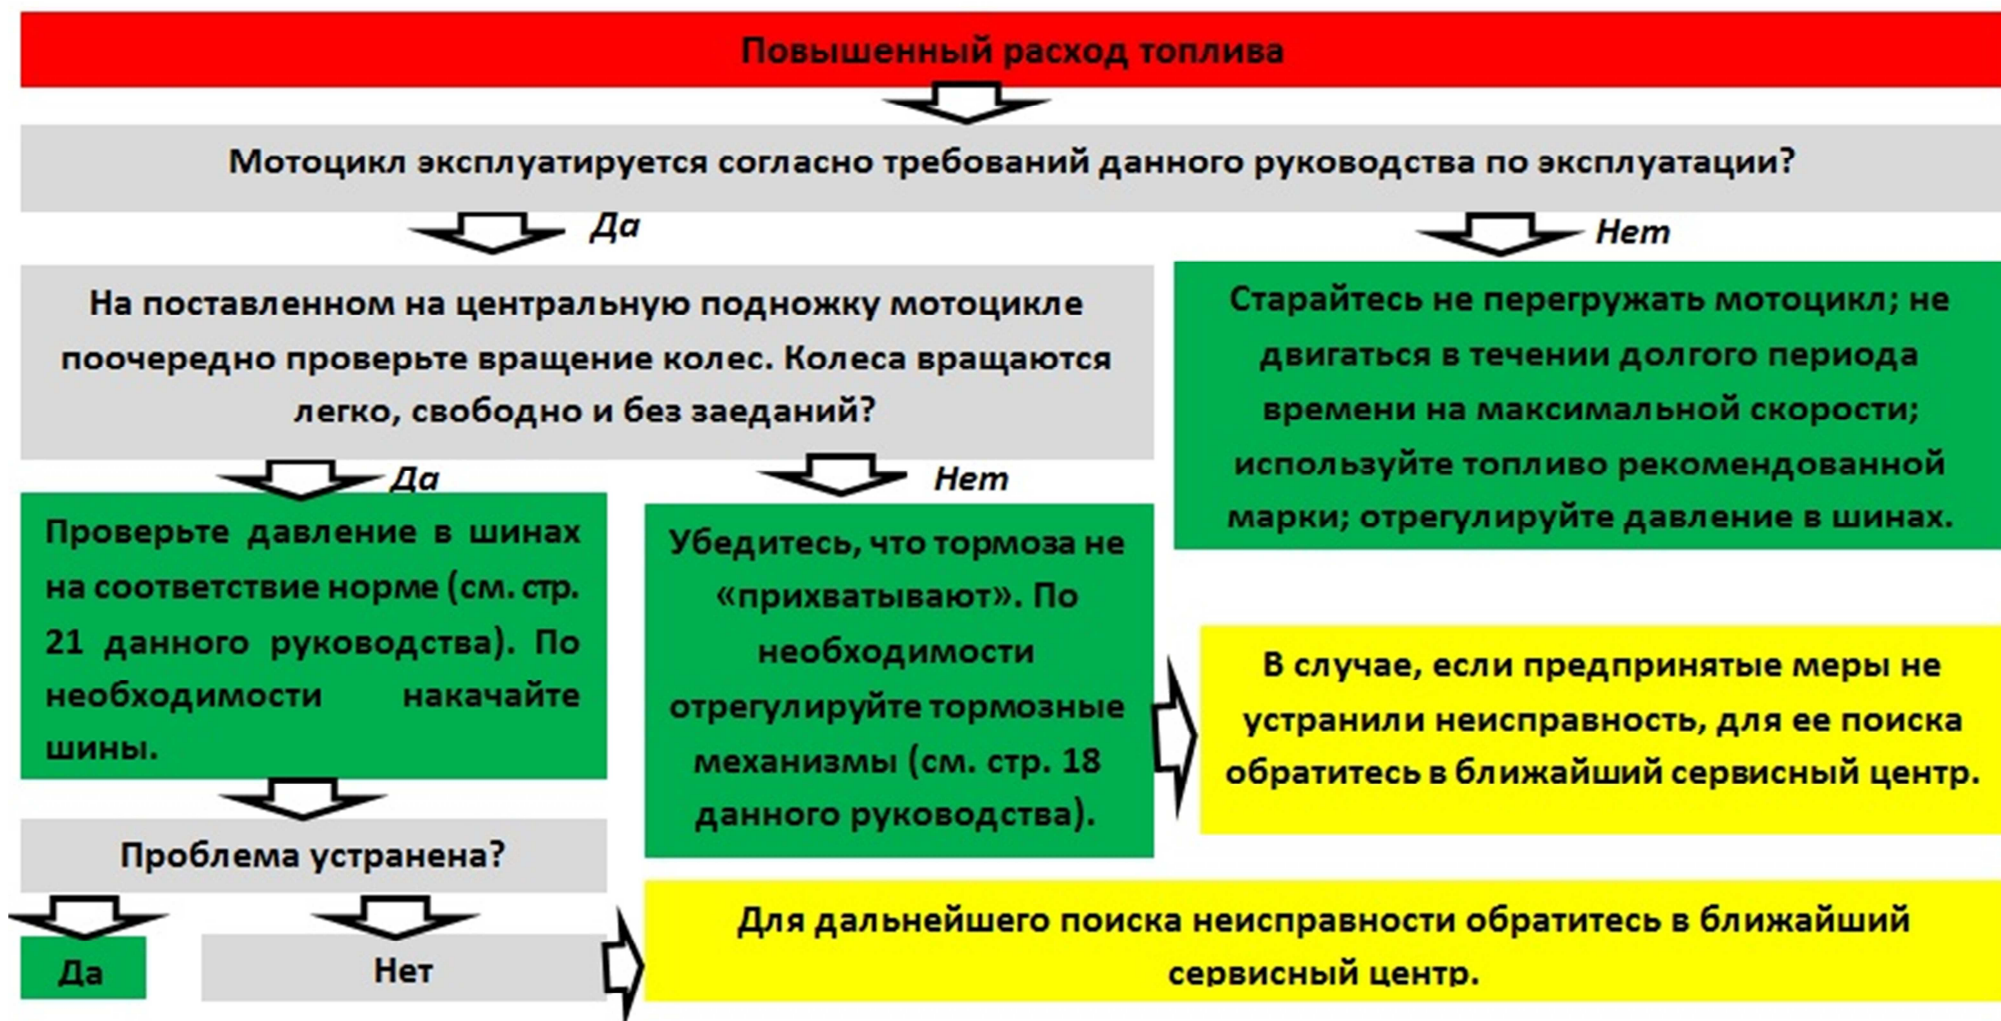 Повышенный расход топлива
Мотоцикл эксплуатируется согласно требований данного руководства по эксплуатации?
Да
Нет
На поставленном на центральную подножку мотоцикле
поочередно проверьте вращение колес. Колеса вращаются
легко, свободно и без заеданий?
Старайтесь не перегружать мотоцикл; не
двигаться в течении долгого периода
времени на максимальной скорости;
используйте топливо рекомендованной
марки; отрегулируйте давление в шинах.
Да
Нет
Проверьте давление в шинах
на соответствие норме (см. стр.
21 данного руководства). По
необходимости накачайте
шины.
Убедитесь, что тормоза не
«прихватывают». По
необходимости
отрегулируйте тормозные
механизмы (см. стр. 18
данного руководства).
В случае, если предпринятые меры не
устранили неисправность, для ее поиска
обратитесь в ближайший сервисный центр.
Проблема устранена?
Да
Нет
Для дальнейшего поиска неисправности обратитесь в ближайший
сервисный центр.